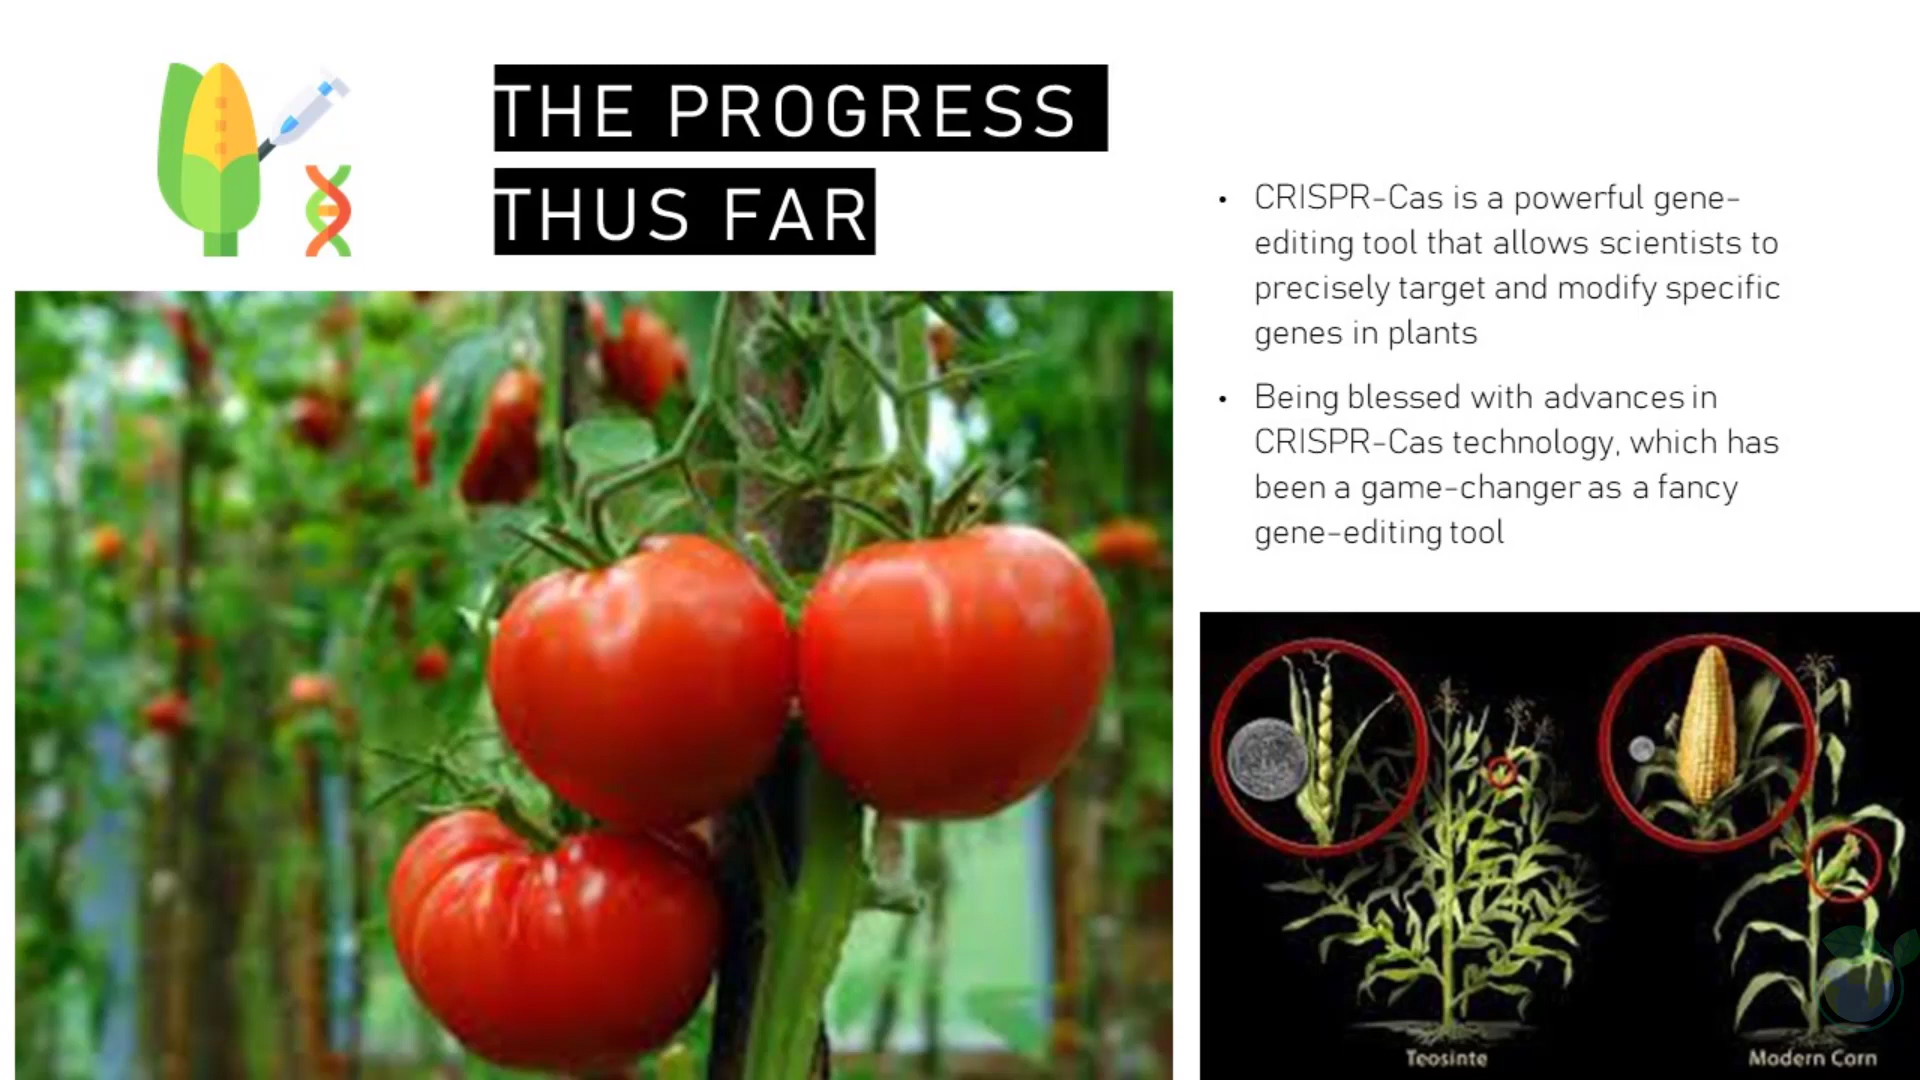 THE PROGRESS
THUS FAR
• CRISPR-Cas is a powerful gene-
editing tool that allows scientists to
precisely target and modify specific
genes in plants
• Being blessed with advances in
CRISPR-Cas technology, which has
been a game-changer as a fancy
gene-editing tool
Teosinte
Modern Corn